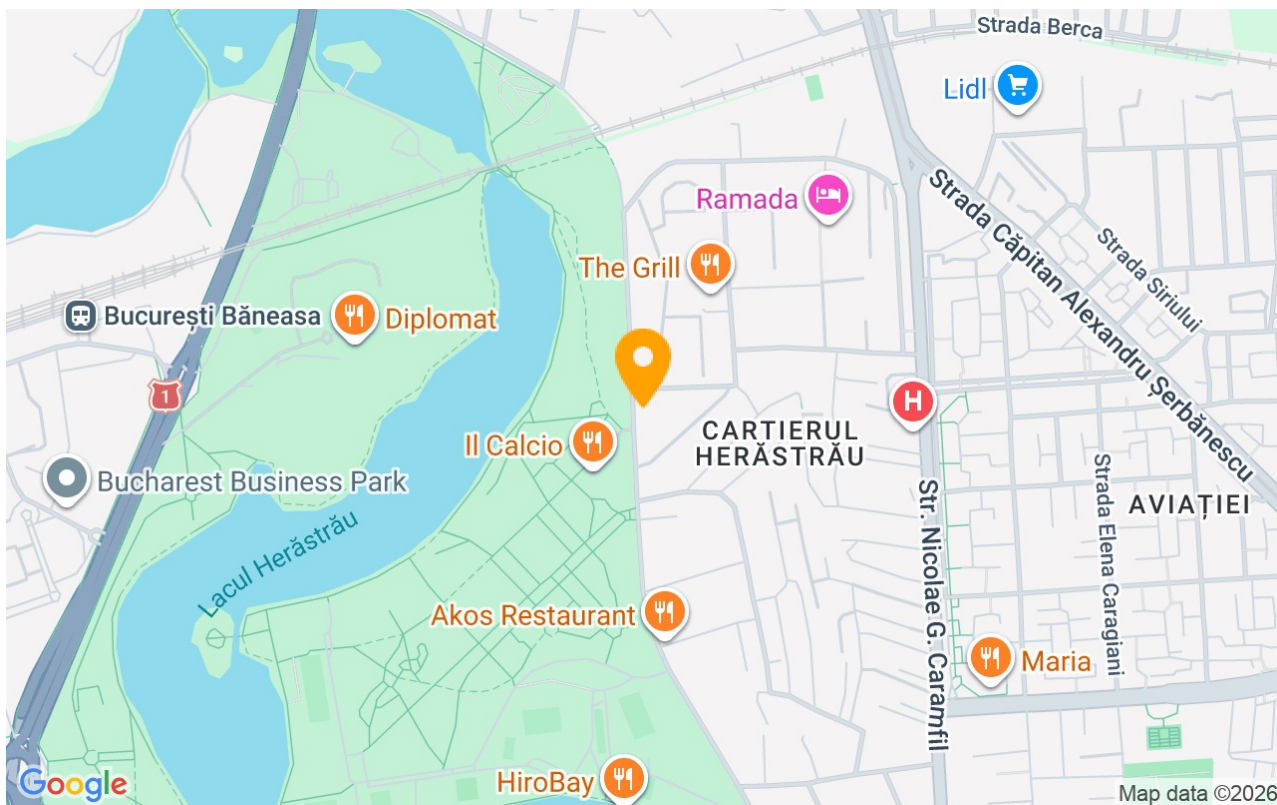 Strada Berca
Lidl
Ramada
Strada Căpitan Alexandru Șerbănescu
Strada Siriului
The Grill
București Băneasa
Diplomat
1
H
Il Calcio
CARTIERUL
HERĂSTRĂU
Bucharest Business Park
Str. Nicolae G. Caramfil
Strada Elena Caragiani
AVIAȚIEI
Lacul Herăstrău
Akos Restaurant
Maria
HiroBay
Google
Map data ©2026